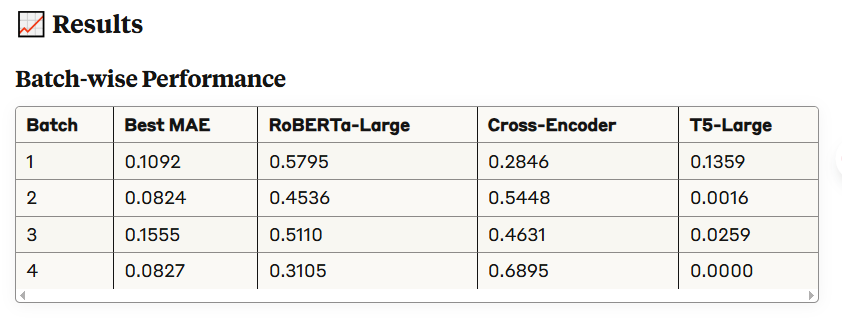 📈 Results
Batch-wise Performance
Batch Best MAE RoBERTa-Large Cross-Encoder T5-Large
1 0.1092 0.5795 0.2846 0.1359
2 0.0824 0.4536 0.5448 0.0016
3 0.1555 0.5110 0.4631 0.0259
4 0.0827 0.3105 0.6895 0.0000